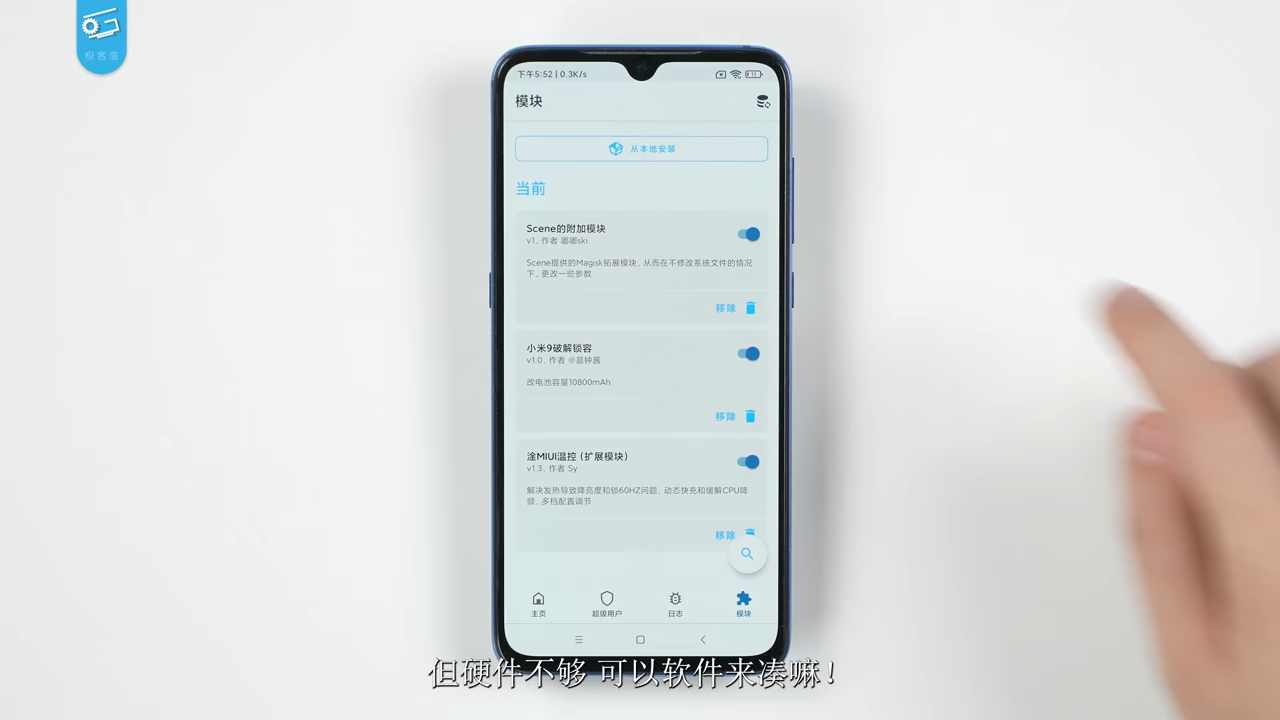 极客湾
下午5:52 | 0.3K/s
11
模块
从本地安装
当前
Scene的附加模块
v1, 作者 嘟嘟ski
Scene提供的Magisk拓展模块，从而在不修改系统文件的情况
下，更改一些参数
移除
小米9破解锁容
v1.0, 作者 @晨钟酱
改电池容量10800mAh
移除
淦MIUI温控（扩展模块）
v1.3, 作者 Sy
解决发热导致降亮度和锁60HZ问题，动态快充和缓解CPU降
频，多档配置调节
移除
主页
超级用户
日志
模块
但硬件不够 可以软件来凑嘛！